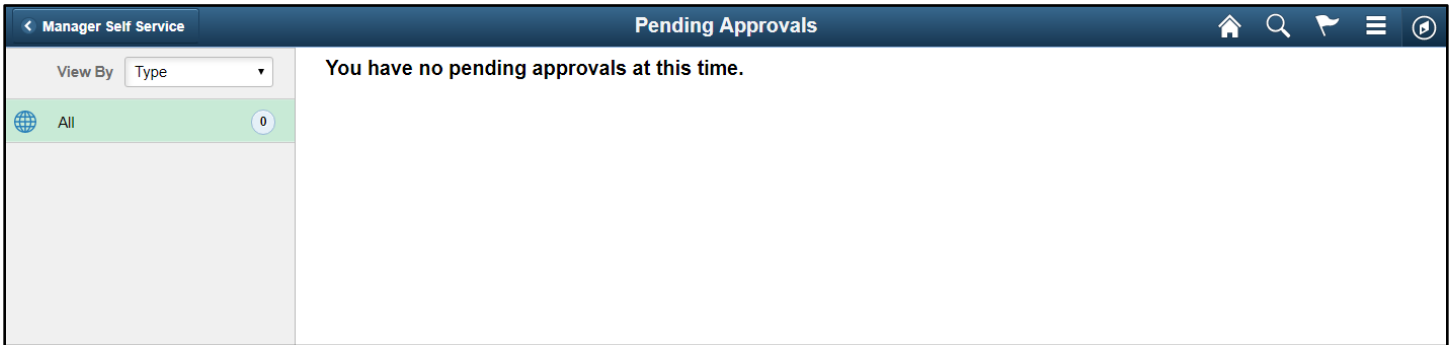 Manager Self Service
Pending Approvals
View By Type
You have no pending approvals at this time.
All 0